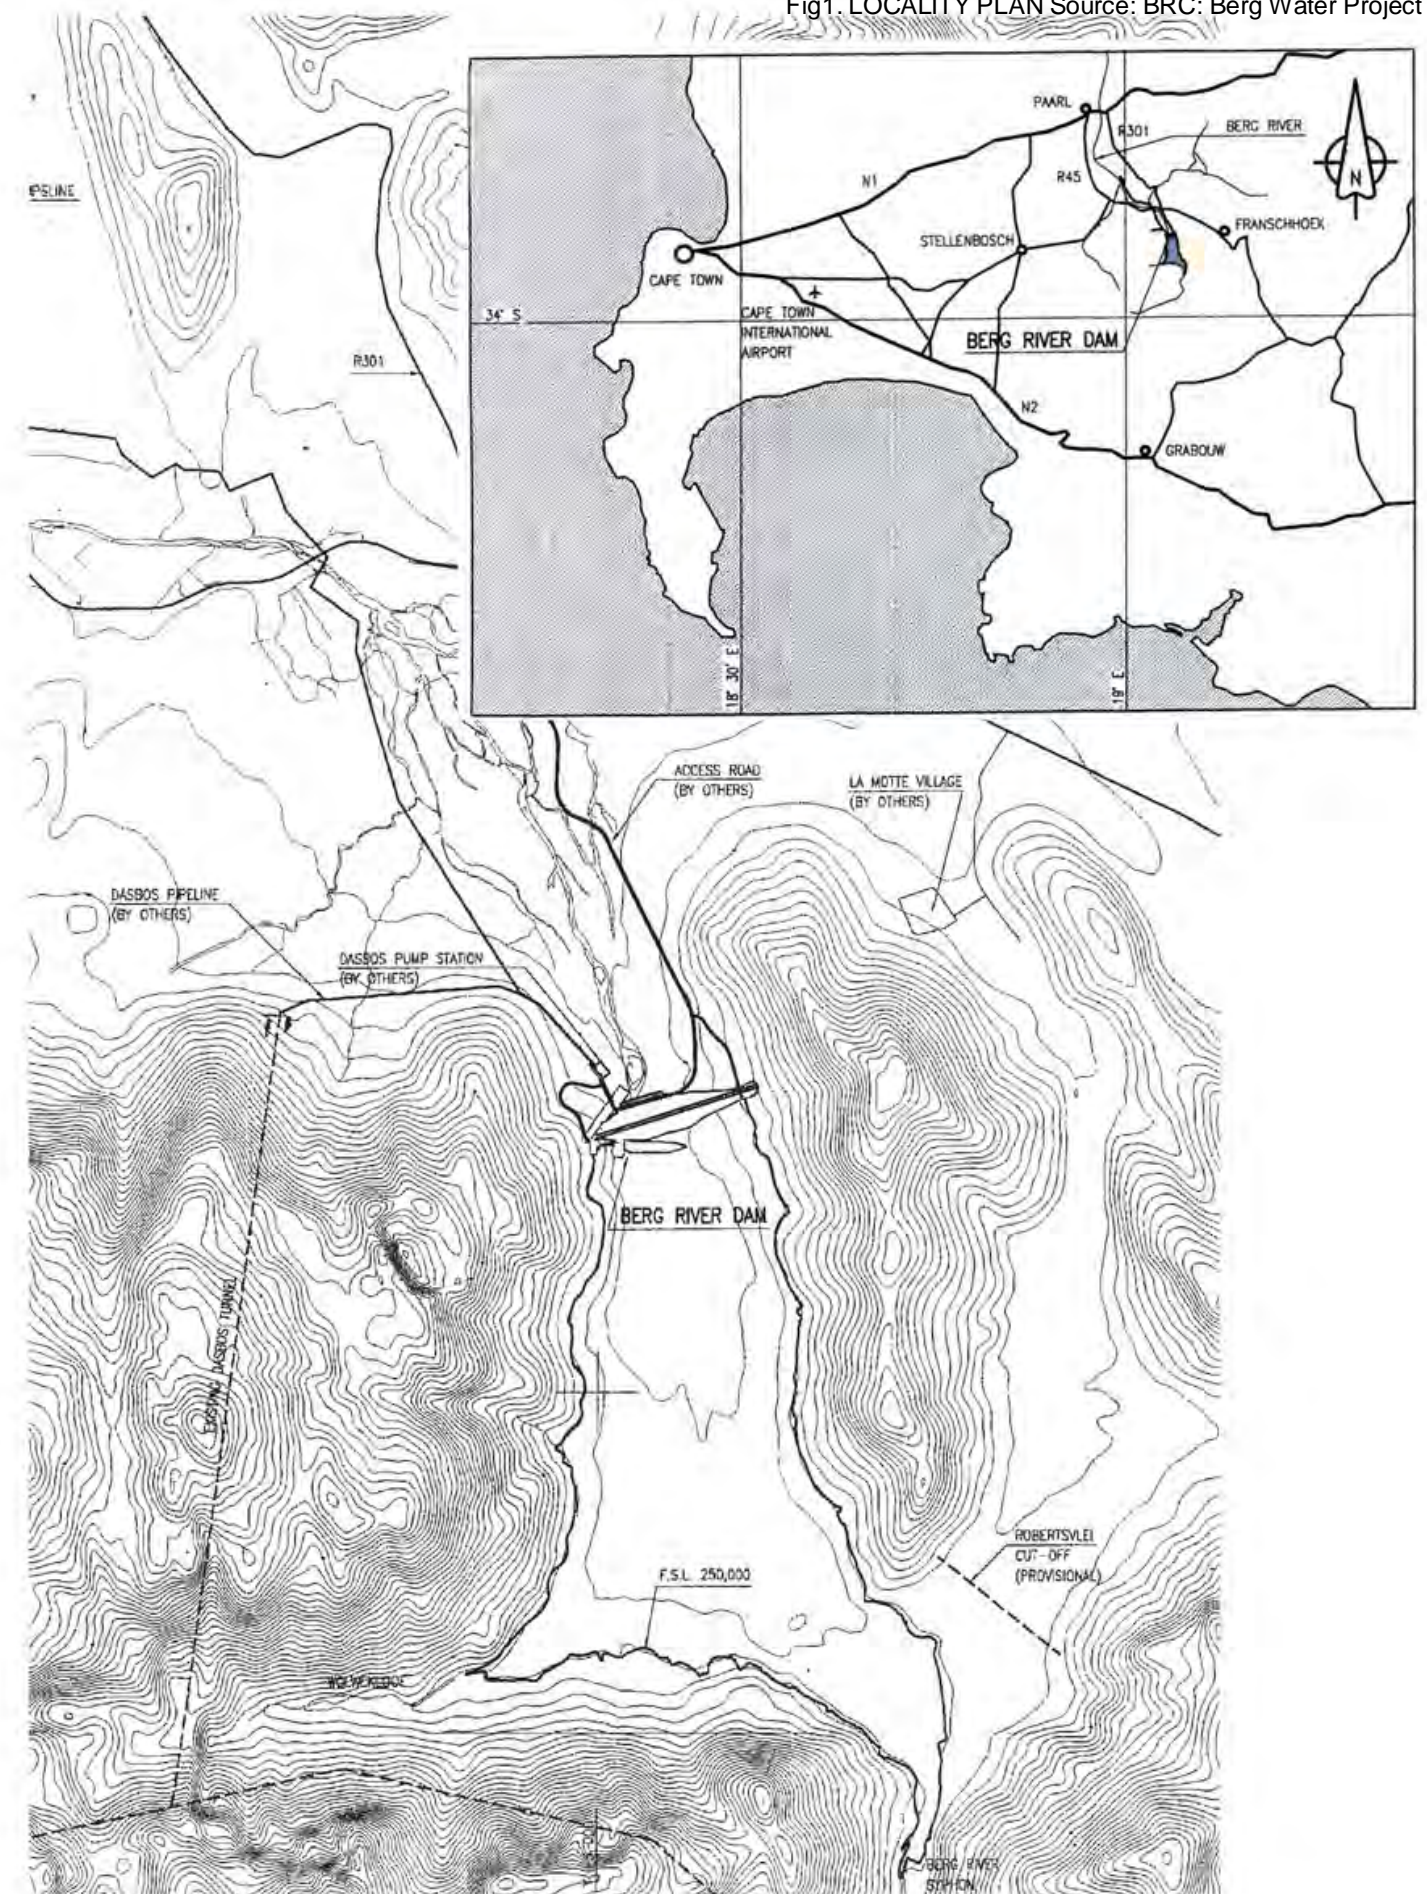 Fig1. LOCALITY PLAN Source: BRC: Berg Water Project
PAARL
R301
BERG RIVER
N1
R45
N
STELLENBOSCH
FRANSCHHOEK
CAPE TOWN
34° S
CAPE TOWN
INTERNATIONAL
AIRPORT
BERG RIVER DAM
N2
GRABOUW
18° 30' E
19° E
R301
ACCESS ROAD
(BY OTHERS)
LA MOTTE VILLAGE
(BY OTHERS)
DASBOS PIPELINE
(BY OTHERS)
DASBOS PUMP STATION
(BY OTHERS)
BERG RIVER DAM
EXISTING DASBOS TUNNEL
ROBERTSVLEI
CUT-OFF
(PROVISIONAL)
F.S.L. 250,000
WOLWEKLOOF
BERG RIVER
SYPHON